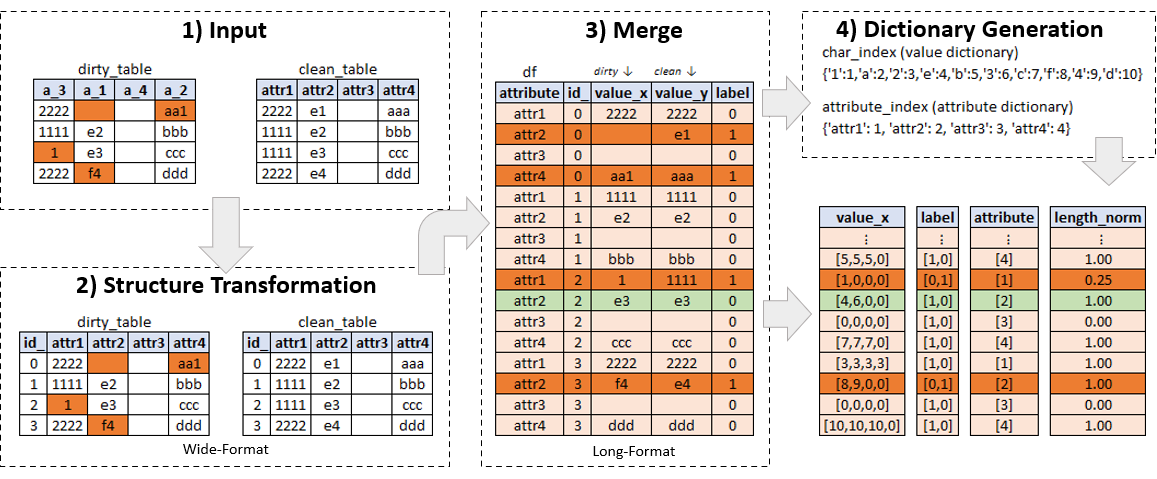 1) Input
dirty_table
a_3 a_1 a_4 a_2
2222 aa1
1111 e2 bbb
1 e3 ccc
2222 f4 ddd
clean_table
attr1 attr2 attr3 attr4
2222 e1 aaa
1111 e2 bbb
1111 e3 ccc
2222 e4 ddd
2) Structure Transformation
dirty_table
id_ attr1 attr2 attr3 attr4
0 2222 aa1
1 1111 e2 bbb
2 1 e3 ccc
3 2222 f4 ddd
clean_table
id_ attr1 attr2 attr3 attr4
0 2222 e1 aaa
1 1111 e2 bbb
2 1111 e3 ccc
3 2222 e4 ddd
Wide-Format
3) Merge
df dirty ↓ clean ↓
attribute id_ value_x value_y label
attr1 0 2222 2222 0
attr2 0 e1 1
attr3 0 0
attr4 0 aa1 aaa 1
attr1 1 1111 1111 0
attr2 1 e2 e2 0
attr3 1 0
attr4 1 bbb bbb 0
attr1 2 1 1111 1
attr2 2 e3 e3 0
attr3 2 0
attr4 2 ccc ccc 0
attr1 3 2222 2222 0
attr2 3 f4 e4 1
attr3 3 0
attr4 3 ddd ddd 0
Long-Format
4) Dictionary Generation
char_index (value dictionary)
{'1':1,'a':2,'2':3,'e':4,'b':5,'3':6,'c':7,'f':8,'4':9,'d':10}
attribute_index (attribute dictionary)
{'attr1': 1, 'attr2': 2, 'attr3': 3, 'attr4': 4}
value_x label attribute length_norm
⋮ ⋮ ⋮ ⋮
[5,5,5,0] [1,0] [4] 1.00
[1,0,0,0] [0,1] [1] 0.25
[4,6,0,0] [1,0] [2] 1.00
[0,0,0,0] [1,0] [3] 0.00
[7,7,7,0] [1,0] [4] 1.00
[3,3,3,3] [1,0] [1] 1.00
[8,9,0,0] [0,1] [2] 1.00
[0,0,0,0] [1,0] [3] 0.00
[10,10,10,0] [1,0] [4] 1.00